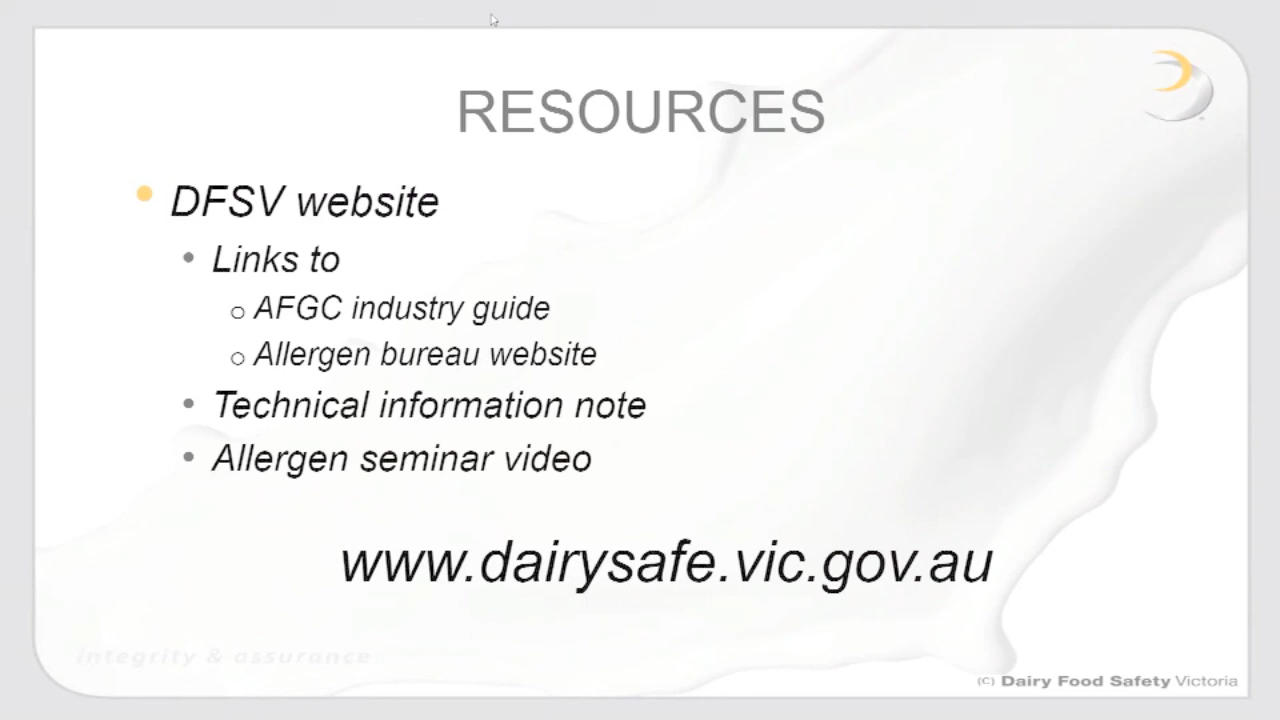 RESOURCES
DFSV website
Links to
AFGC industry guide
Allergen bureau website
Technical information note
Allergen seminar video
www.dairysafe.vic.gov.au
integrity & assurance
(C) Dairy Food Safety Victoria